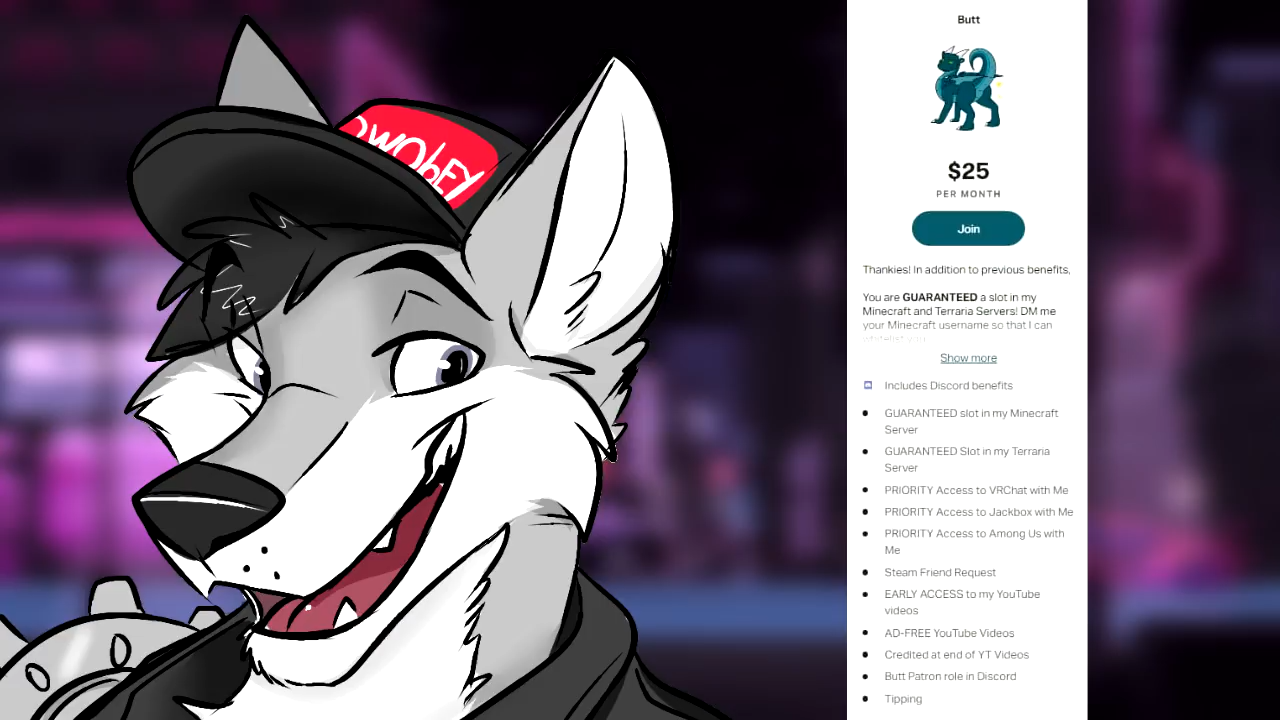 OwObEY
Butt
$25
PER MONTH
Join
Thankies! In addition to previous benefits,
You are GUARANTEED a slot in my
Minecraft and Terraria Servers! DM me
your Minecraft username so that I can
whitelist you
Show more
Includes Discord benefits
GUARANTEED slot in my Minecraft
Server
GUARANTEED Slot in my Terraria
Server
PRIORITY Access to VRChat with Me
PRIORITY Access to Jackbox with Me
PRIORITY Access to Among Us with
Me
Steam Friend Request
EARLY ACCESS to my YouTube
videos
AD-FREE YouTube Videos
Credited at end of YT Videos
Butt Patron role in Discord
Tipping